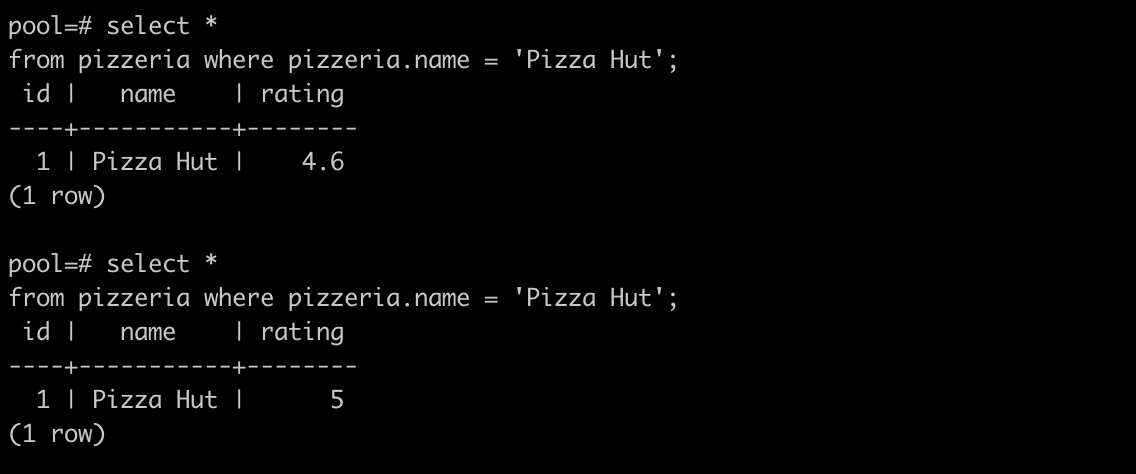 pool=# select *
from pizzeria where pizzeria.name = 'Pizza Hut';
 id |   name    | rating
----+-----------+--------
  1 | Pizza Hut |    4.6
(1 row)

pool=# select *
from pizzeria where pizzeria.name = 'Pizza Hut';
 id |   name    | rating
----+-----------+--------
  1 | Pizza Hut |      5
(1 row)